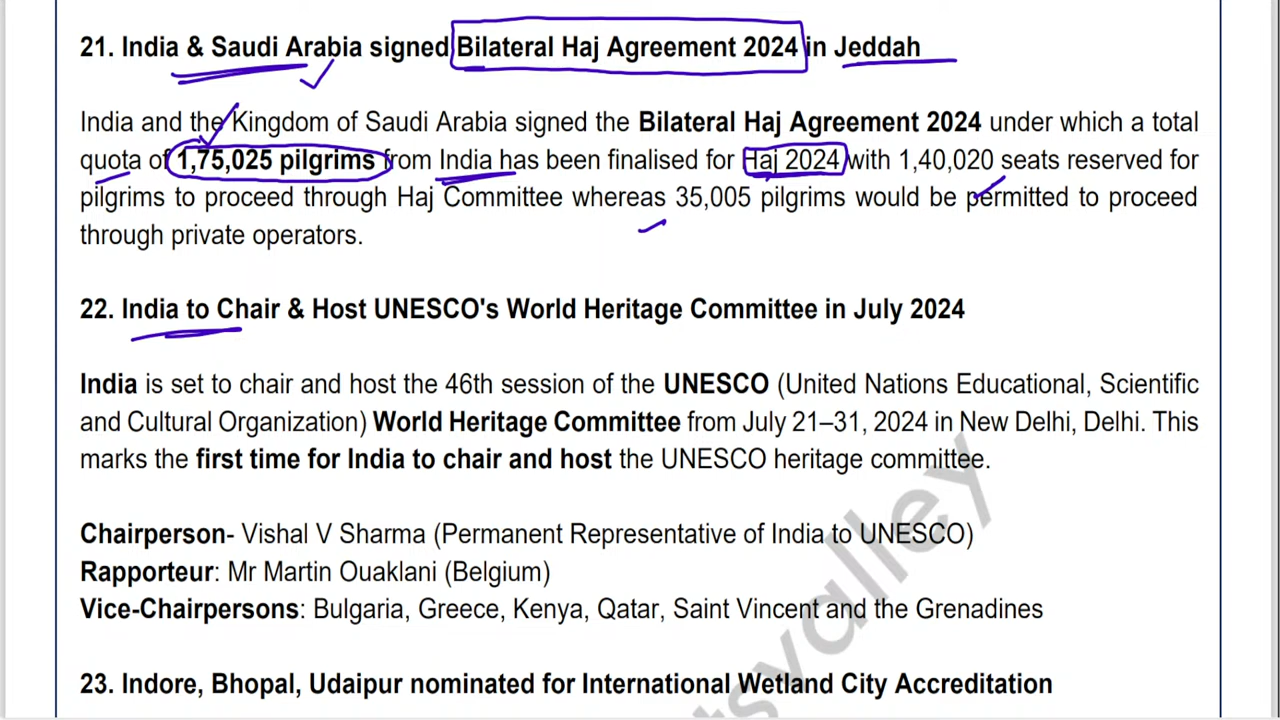 21. India & Saudi Arabia signed Bilateral Haj Agreement 2024 in Jeddah
India and the Kingdom of Saudi Arabia signed the Bilateral Haj Agreement 2024 under which a total
quota of 1,75,025 pilgrims from India has been finalised for Haj 2024 with 1,40,020 seats reserved for
pilgrims to proceed through Haj Committee whereas 35,005 pilgrims would be permitted to proceed
through private operators.
22. India to Chair & Host UNESCO's World Heritage Committee in July 2024
India is set to chair and host the 46th session of the UNESCO (United Nations Educational, Scientific
and Cultural Organization) World Heritage Committee from July 21–31, 2024 in New Delhi, Delhi. This
marks the first time for India to chair and host the UNESCO heritage committee.
Chairperson- Vishal V Sharma (Permanent Representative of India to UNESCO)
Rapporteur: Mr Martin Ouaklani (Belgium)
Vice-Chairpersons: Bulgaria, Greece, Kenya, Qatar, Saint Vincent and the Grenadines
23. Indore, Bhopal, Udaipur nominated for International Wetland City Accreditation
tsvalley